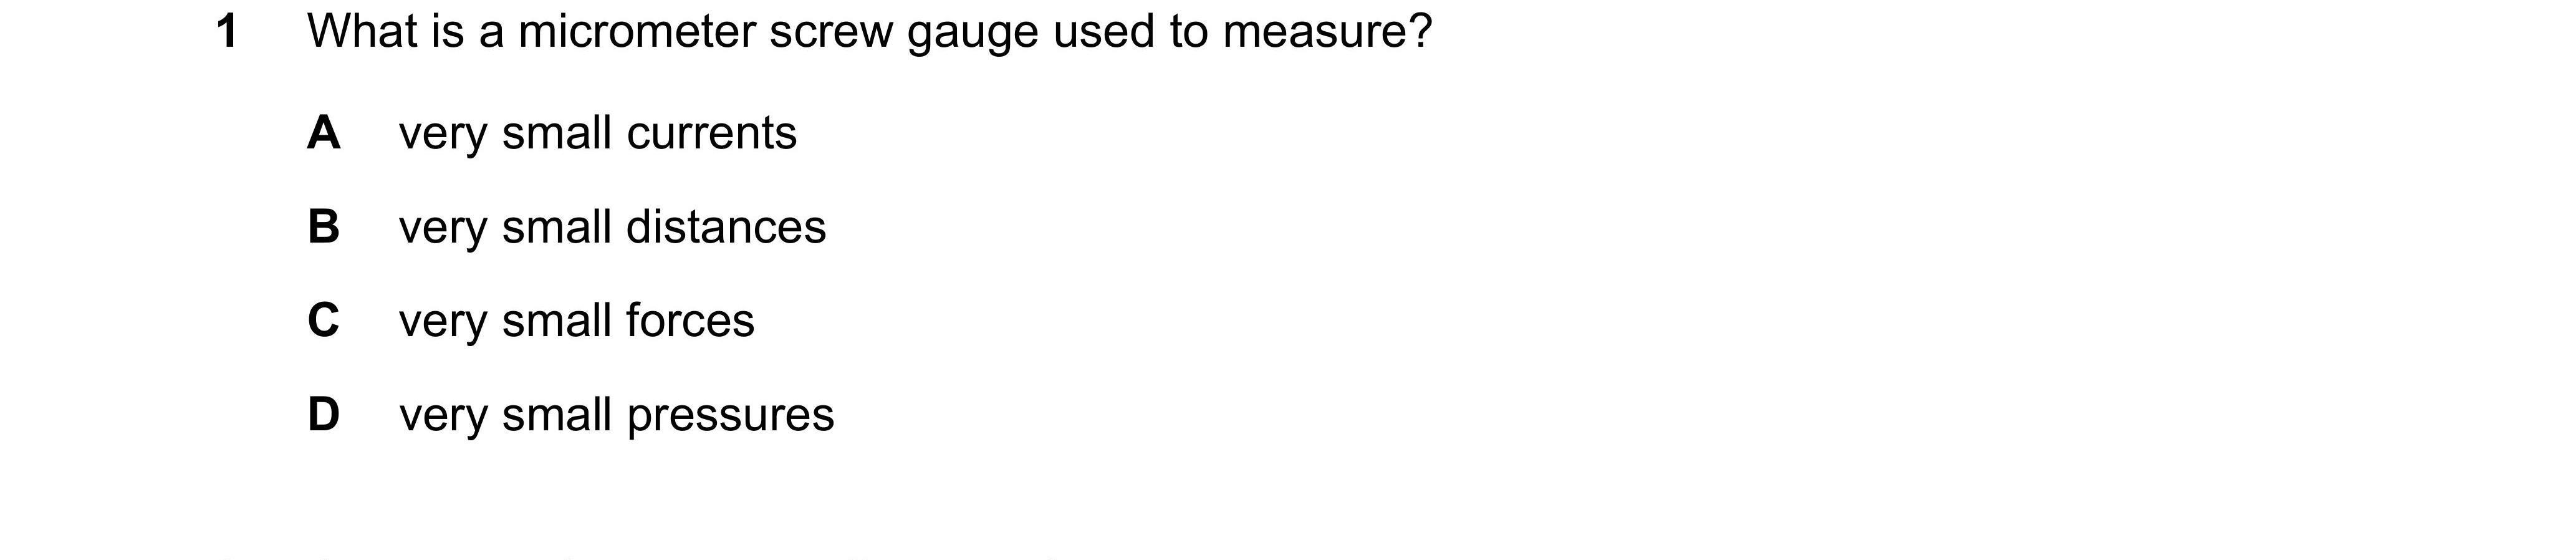 1 What is a micrometer screw gauge used to measure?
A very small currents
B very small distances
C very small forces
D very small pressures